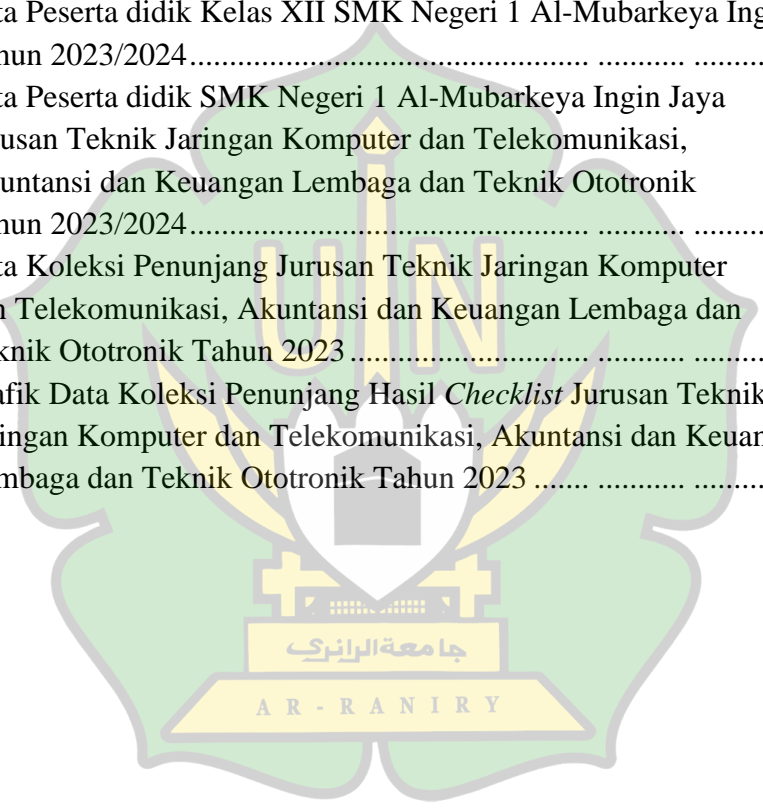 ta Peserta didik Kelas XII SMK Negeri 1 Al-Mubarkeya Ing
hun 2023/2024.................................................... ........... .........
ta Peserta didik SMK Negeri 1 Al-Mubarkeya Ingin Jaya
usan Teknik Jaringan Komputer dan Telekomunikasi,
untansi dan Keuangan Lembaga dan Teknik Ototronik
hun 2023/2024.................................................... ........... .........
ta Koleksi Penunjang Jurusan Teknik Jaringan Komputer
n Telekomunikasi, Akuntansi dan Keuangan Lembaga dan
knik Ototronik Tahun 2023 ............................... ........... .........
afik Data Koleksi Penunjang Hasil Checklist Jurusan Teknik
ingan Komputer dan Telekomunikasi, Akuntansi dan Keuan
mbaga dan Teknik Ototronik Tahun 2023 ....... ........... .........
UIN
جامعةالرانري
AR-RANIRY